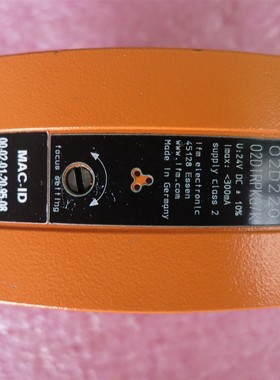 U: 24V DC ± 10%
Imax: <300mA
supply class 2
ifm electronic
45128 Essen
www.ifm.com
Made in Germany
focus setting
MAC-ID